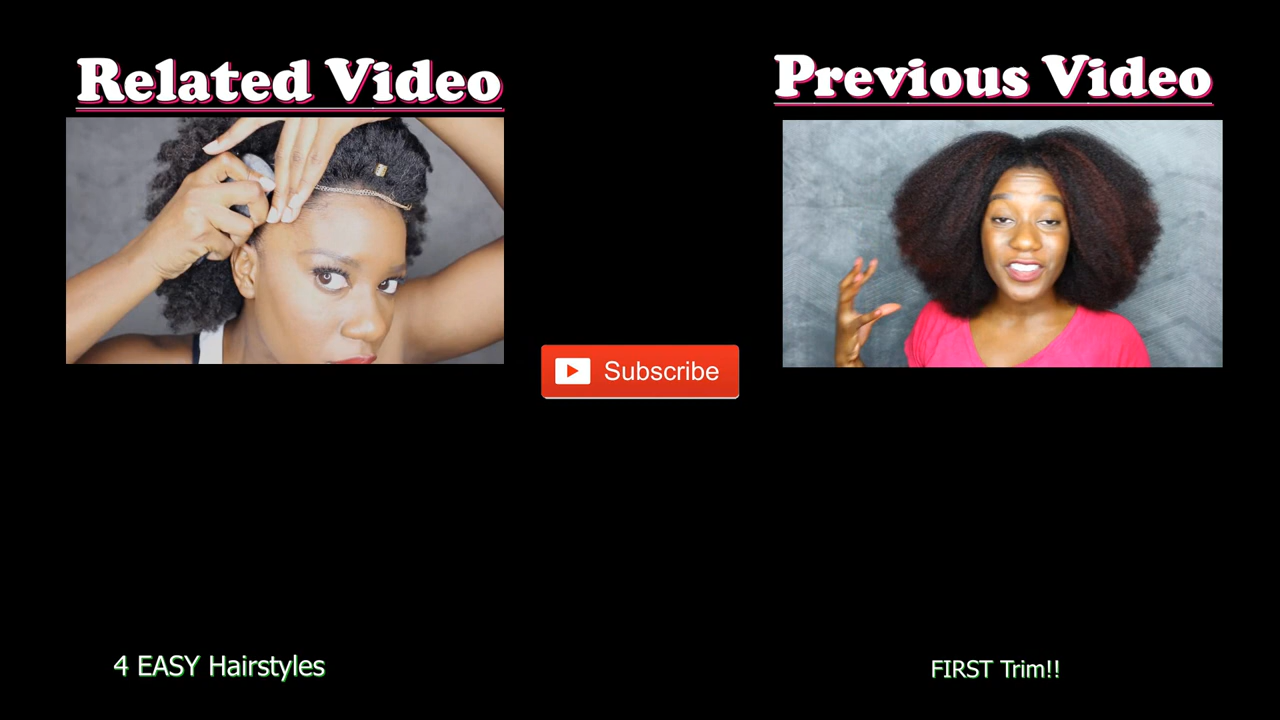 Related Video
Previous Video
Subscribe
4 EASY Hairstyles
FIRST Trim!!